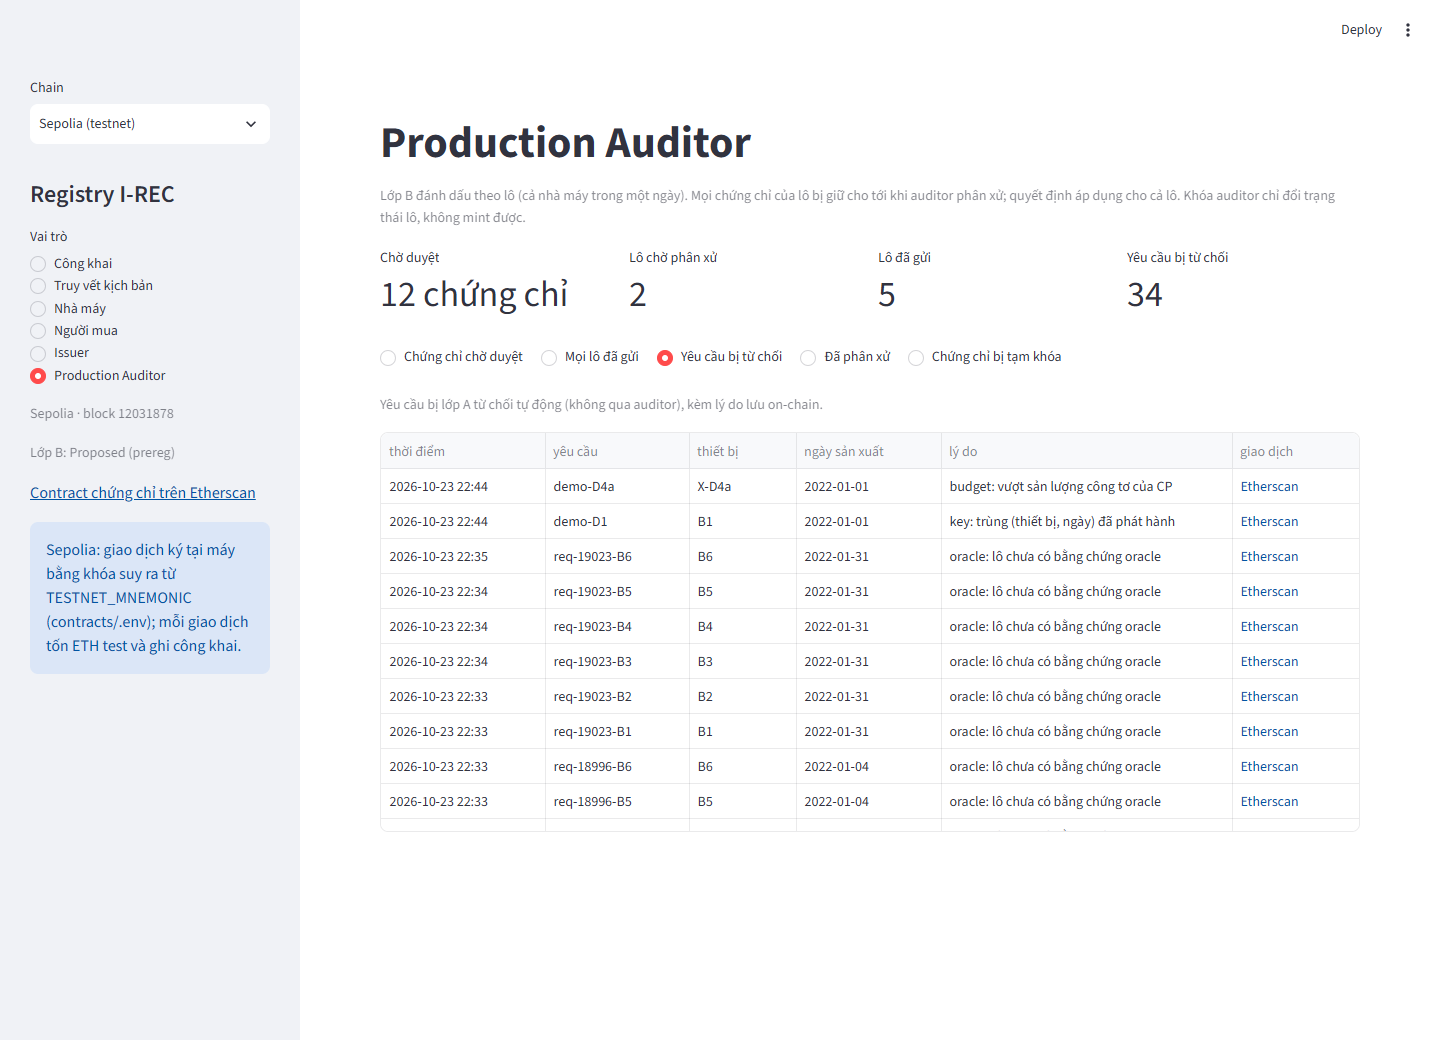 Deploy
Chain
Sepolia (testnet)
Registry I-REC
Vai trò
Công khai
Truy vết kịch bản
Nhà máy
Người mua
Issuer
Production Auditor
Sepolia · block 12031878
Lớp B: Proposed (prereg)
Contract chứng chỉ trên Etherscan
Sepolia: giao dịch ký tại máy
bằng khóa suy ra từ
TESTNET_MNEMONIC
(contracts/.env); mỗi giao dịch
tốn ETH test và ghi công khai.
Production Auditor
Lớp B đánh dấu theo lô (cả nhà máy trong một ngày). Mọi chứng chỉ của lô bị giữ cho tới khi auditor phân xử; quyết định áp dụng cho cả lô. Khóa auditor chỉ đổi trạng
thái lô, không mint được.
Chờ duyệt Lô chờ phân xử Lô đã gửi Yêu cầu bị từ chối
12 chứng chỉ 2 5 34
Chứng chỉ chờ duyệt Mọi lô đã gửi Yêu cầu bị từ chối Đã phân xử Chứng chỉ bị tạm khóa
Yêu cầu bị lớp A từ chối tự động (không qua auditor), kèm lý do lưu on-chain.
thời điểm yêu cầu thiết bị ngày sản xuất lý do giao dịch
2026-10-23 22:44 demo-D4a X-D4a 2022-01-01 budget: vượt sản lượng công tơ của CP Etherscan
2026-10-23 22:44 demo-D1 B1 2022-01-01 key: trùng (thiết bị, ngày) đã phát hành Etherscan
2026-10-23 22:35 req-19023-B6 B6 2022-01-31 oracle: lô chưa có bằng chứng oracle Etherscan
2026-10-23 22:34 req-19023-B5 B5 2022-01-31 oracle: lô chưa có bằng chứng oracle Etherscan
2026-10-23 22:34 req-19023-B4 B4 2022-01-31 oracle: lô chưa có bằng chứng oracle Etherscan
2026-10-23 22:34 req-19023-B3 B3 2022-01-31 oracle: lô chưa có bằng chứng oracle Etherscan
2026-10-23 22:33 req-19023-B2 B2 2022-01-31 oracle: lô chưa có bằng chứng oracle Etherscan
2026-10-23 22:33 req-19023-B1 B1 2022-01-31 oracle: lô chưa có bằng chứng oracle Etherscan
2026-10-23 22:33 req-18996-B6 B6 2022-01-04 oracle: lô chưa có bằng chứng oracle Etherscan
2026-10-23 22:33 req-18996-B5 B5 2022-01-04 oracle: lô chưa có bằng chứng oracle Etherscan